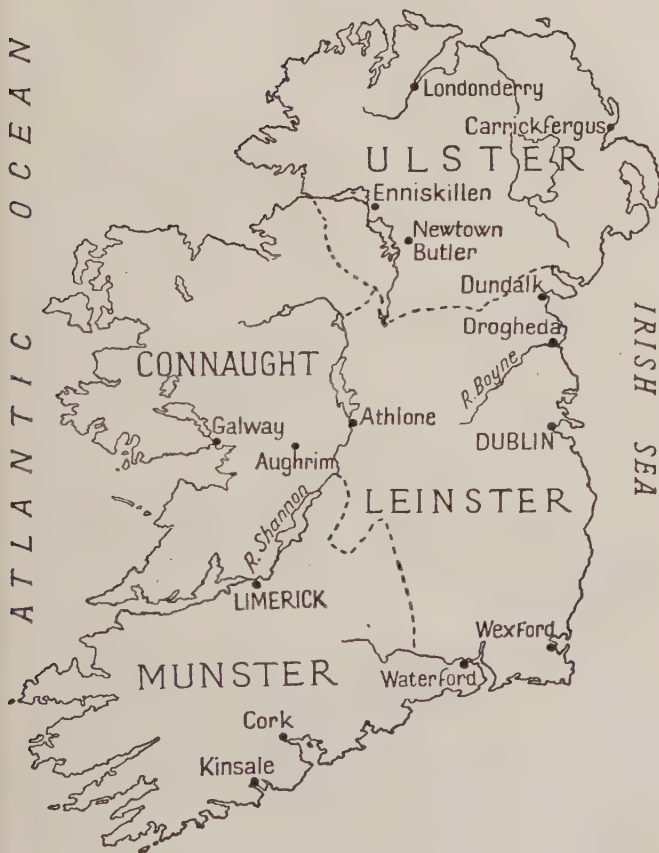 ATLANTIC OCEAN
Londonderry
Carrickfergus
ULSTER
Enniskillen
Newtown
Butler
Dundalk
Drogheda
IRISH SEA
R. Boyne
CONNAUGHT
Galway
Athlone
DUBLIN
Aughrim
LEINSTER
R. Shannon
LIMERICK
Wexford
MUNSTER
Waterford
Cork
Kinsale